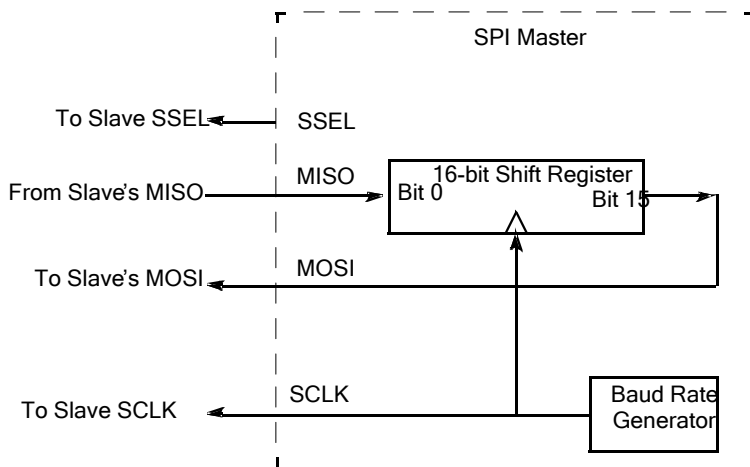 SPI Master
To Slave SSEL
SSEL
MISO
16-bit Shift Register
From Slave's MISO
Bit 0
Bit 15
To Slave's MOSI
MOSI
SCLK
Baud Rate
To Slave SCLK
Generator